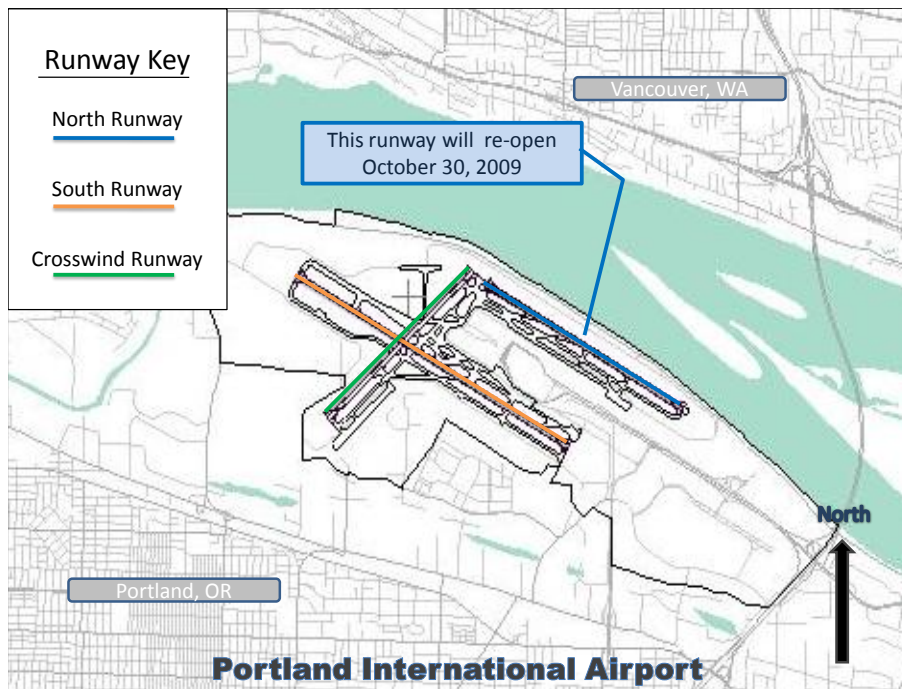 Runway Key
North Runway
South Runway
Crosswind Runway
Vancouver, WA
This runway will re-open
October 30, 2009
North
Portland, OR
Portland International Airport